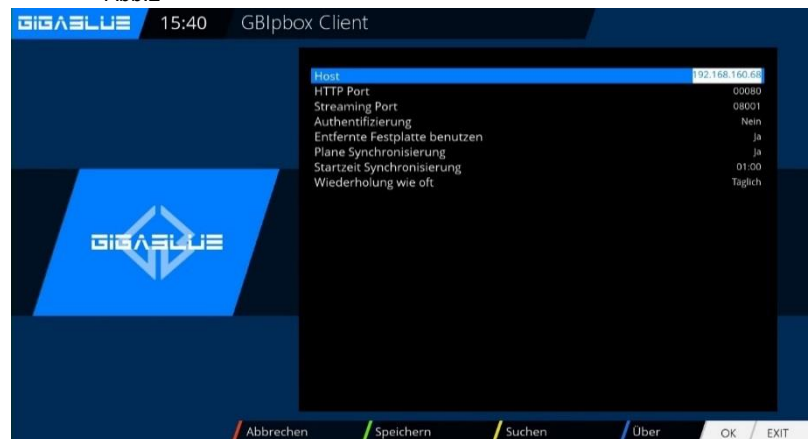 GIGABLUE 15:40 GBIpbox Client
Host 192.168.160.68
HTTP Port 00080
Streaming Port 08001
Authentifizierung Nein
Entfernte Festplatte benutzen Ja
Plane Synchronisierung Ja
Startzeit Synchronisierung 01:00
Wiederholung wie oft Täglich
GIGABLUE
Abbrechen Speichern Suchen Über OK EXIT